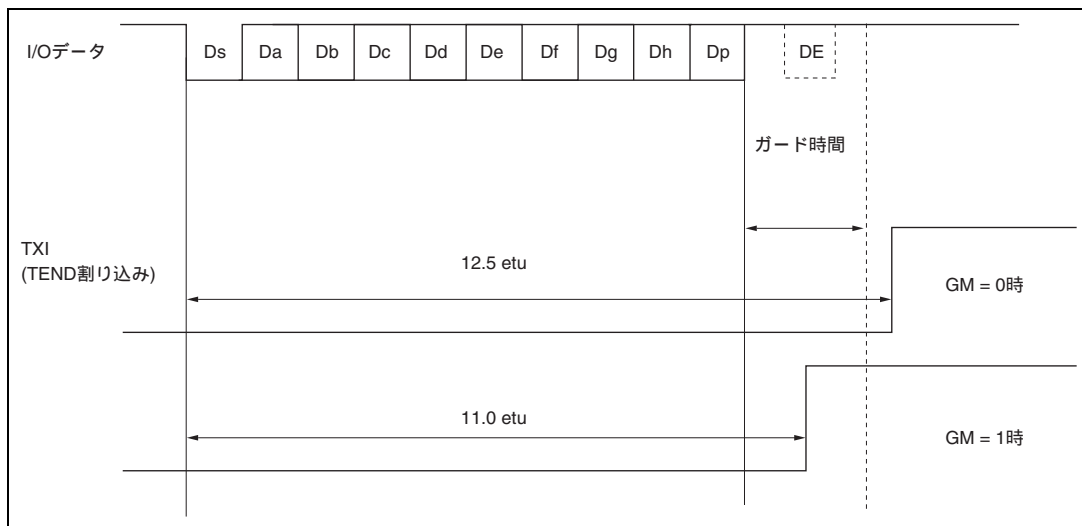 I/Oデータ
Ds Da Db Dc Dd De Df Dg Dh Dp DE
ガード時間
TXI
(TEND割り込み)
12.5 etu
GM = 0時
11.0 etu
GM = 1時